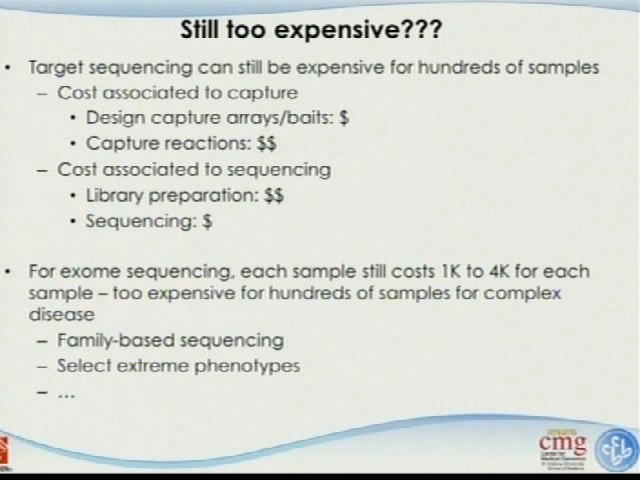 Still too expensive???
• Target sequencing can still be expensive for hundreds of samples
– Cost associated to capture
• Design capture arrays/baits: $
• Capture reactions: $$
– Cost associated to sequencing
• Library preparation: $$
• Sequencing: $
• For exome sequencing, each sample still costs 1K to 4K for each
sample – too expensive for hundreds of samples for complex
disease
– Family-based sequencing
– Select extreme phenotypes
– ...
cmg